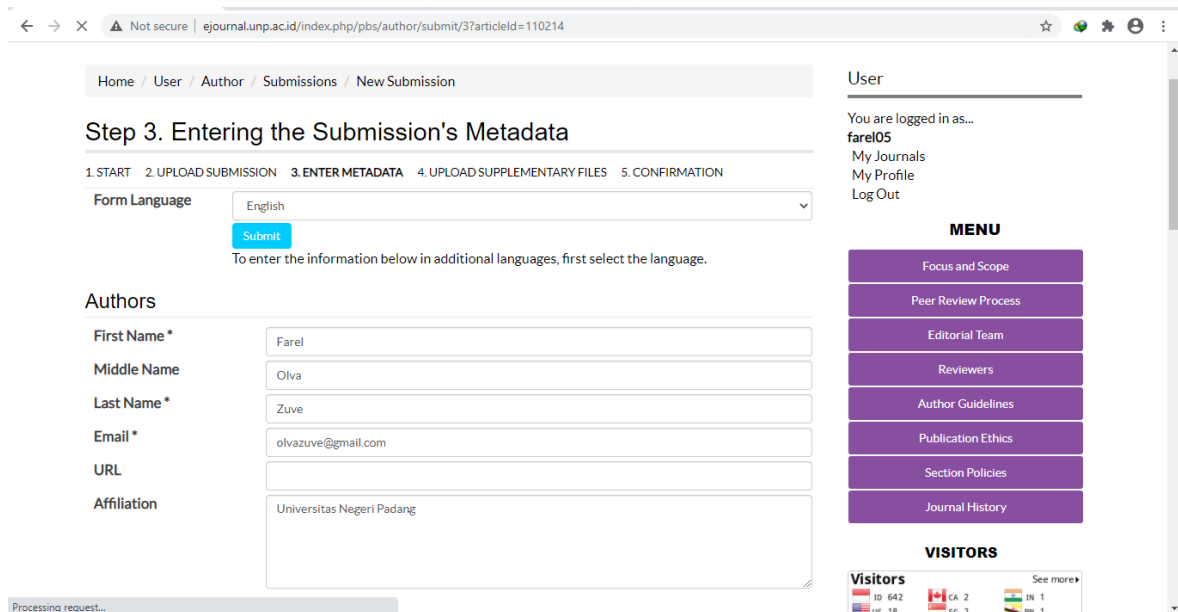 Not secure | ejournal.unp.ac.id/index.php/pbs/author/submit/3?articleId=110214
Home / User / Author / Submissions / New Submission
Step 3. Entering the Submission's Metadata
1. START 2. UPLOAD SUBMISSION 3. ENTER METADATA 4. UPLOAD SUPPLEMENTARY FILES 5. CONFIRMATION
Form Language
English
Submit
To enter the information below in additional languages, first select the language.
Authors
First Name *
Farel
Middle Name
Olva
Last Name *
Zuve
Email *
olvazuve@gmail.com
URL
Affiliation
Universitas Negeri Padang
User
You are logged in as...
farel05
My Journals
My Profile
Log Out
MENU
Focus and Scope
Peer Review Process
Editorial Team
Reviewers
Author Guidelines
Publication Ethics
Section Policies
Journal History
VISITORS
Visitors See more
ID 642 CA 2 IN 1
US 18 SG 2
Processing request...